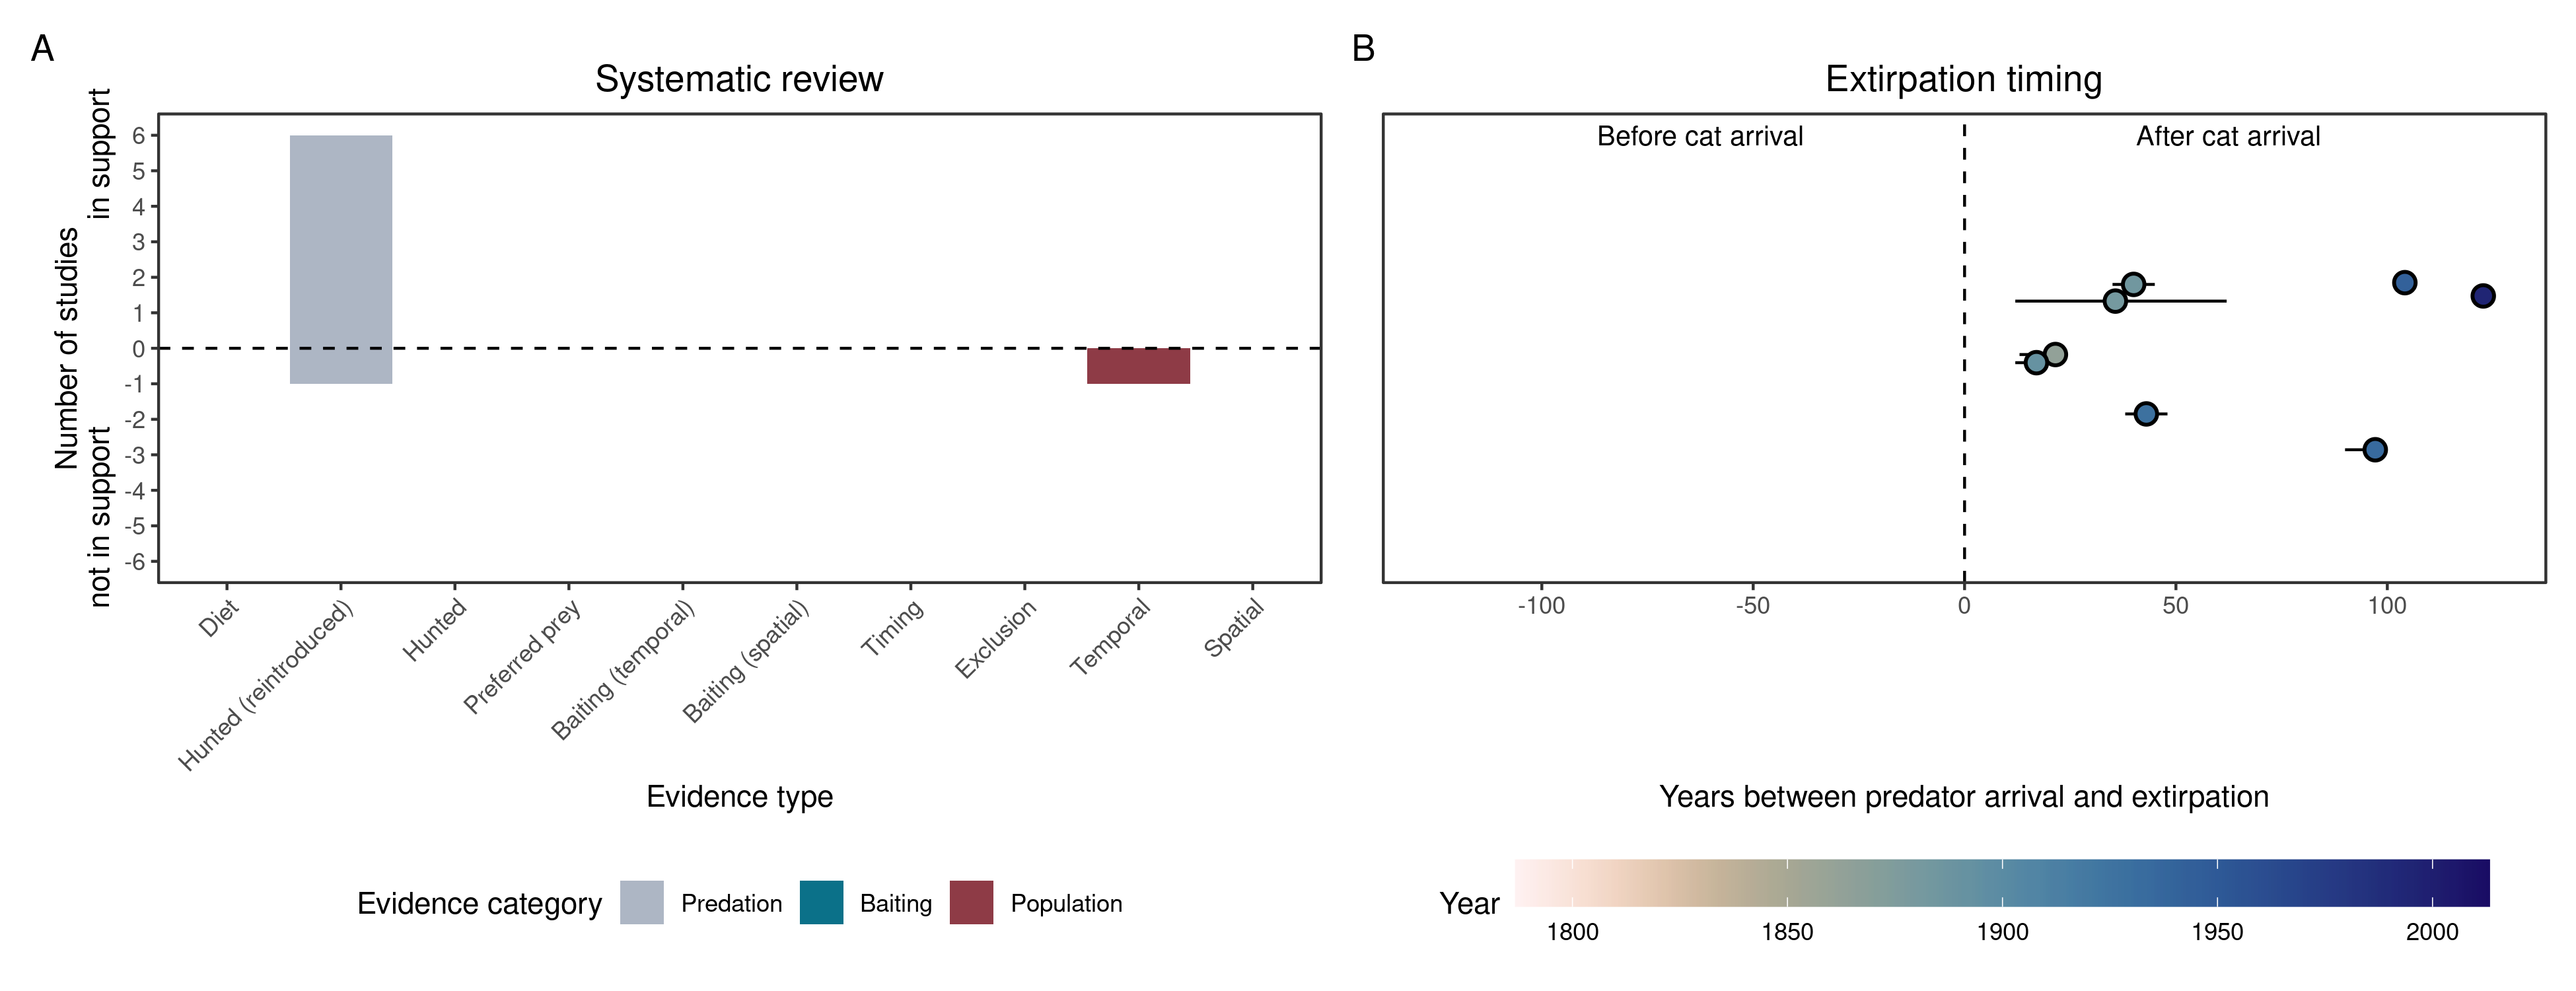 A
Systematic review
Number of studies
in support
not in support
6
5
4
3
2
1
0
-1
-2
-3
-4
-5
-6
Diet
Hunted (reintroduced)
Hunted
Preferred prey
Baiting (temporal)
Baiting (spatial)
Timing
Exclusion
Temporal
Spatial
Evidence type
Evidence category
Predation
Baiting
Population
B
Extirpation timing
Before cat arrival
After cat arrival
-100
-50
0
50
100
Years between predator arrival and extirpation
Year
1800
1850
1900
1950
2000